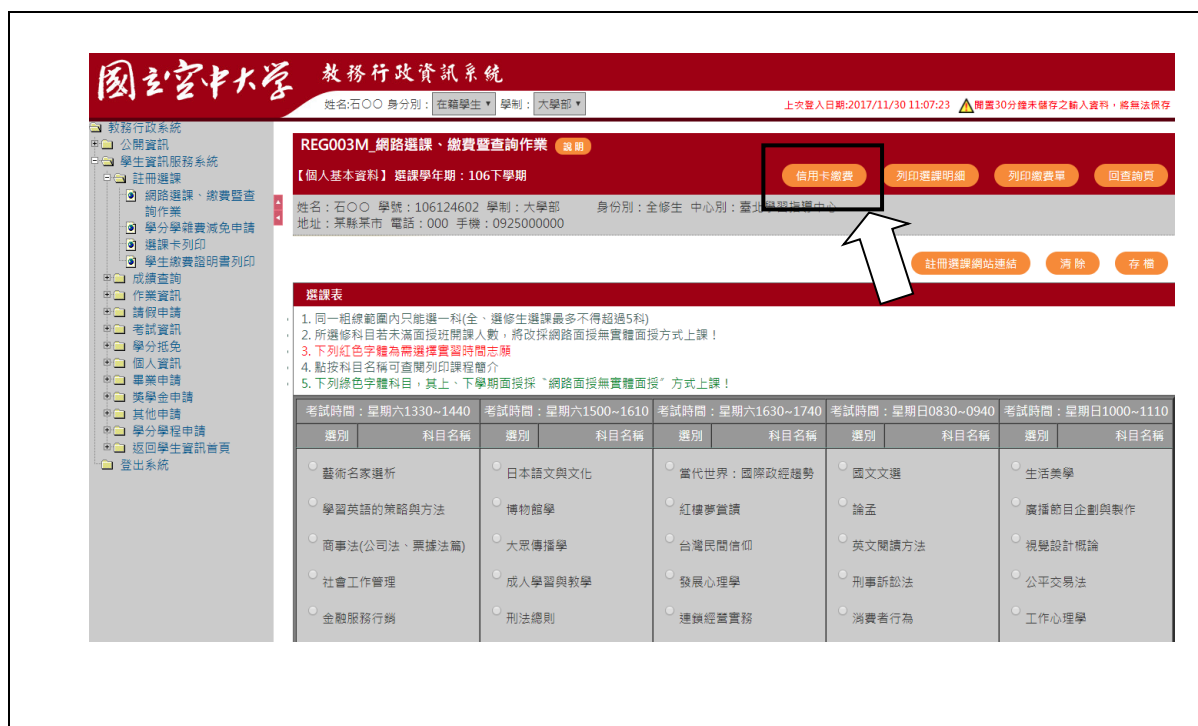 國立空中大学 教務行政資訊系統
姓名:石〇〇 身分別：在籍學生 學制：大學部 上次登入日期:2017/11/30 11:07:23 閒置30分鐘未儲存之輸入資料，將無法保存
教務行政系統
公開資訊
學生資訊服務系統
註冊選課
網路選課、繳費暨查
詢作業
學分學雜費減免申請
選課卡列印
學生繳費證明書列印
成績查詢
作業資訊
請假申請
考試資訊
學分抵免
個人資訊
畢業申請
獎學金申請
其他申請
學分學程申請
返回學生資訊首頁
登出系統
REG003M_網路選課、繳費暨查詢作業 說明
【個人基本資料】選課學年期：106下學期 信用卡繳費 列印選課明細 列印繳費單 回查詢頁
姓名：石〇〇 學號：106124602 學制：大學部 身份別：全修生 中心別：臺北學習指導中心
地址：某縣某市 電話：000 手機：0925000000
註冊選課網站連結 清除 存檔
選課表
1. 同一粗線範圍內只能選一科(全、選修生選課最多不得超過5科)
2. 所選修科目若未滿面授班開課人數，將改採網路面授無實體面授方式上課！
3. 下列紅色字體為需選擇實習時間志願
4. 點按科目名稱可查閱列印課程簡介
5. 下列綠色字體科目，其上、下學期面授採〝網路面授無實體面授〞方式上課！
考試時間：星期六1330~1440 考試時間：星期六1500~1610 考試時間：星期六1630~1740 考試時間：星期日0830~0940 考試時間：星期日1000~1110
選別 科目名稱 選別 科目名稱 選別 科目名稱 選別 科目名稱 選別 科目名稱
藝術名家選析 日本語文與文化 當代世界：國際政經趨勢 國文文選 生活美學
學習英語的策略與方法 博物館學 紅樓夢賞讀 論孟 廣播節目企劃與製作
商事法(公司法、票據法篇) 大眾傳播學 台灣民間信仰 英文閱讀方法 視覺設計概論
社會工作管理 成人學習與教學 發展心理學 刑事訴訟法 公平交易法
金融服務行銷 刑法總則 連鎖經營實務 消費者行為 工作心理學